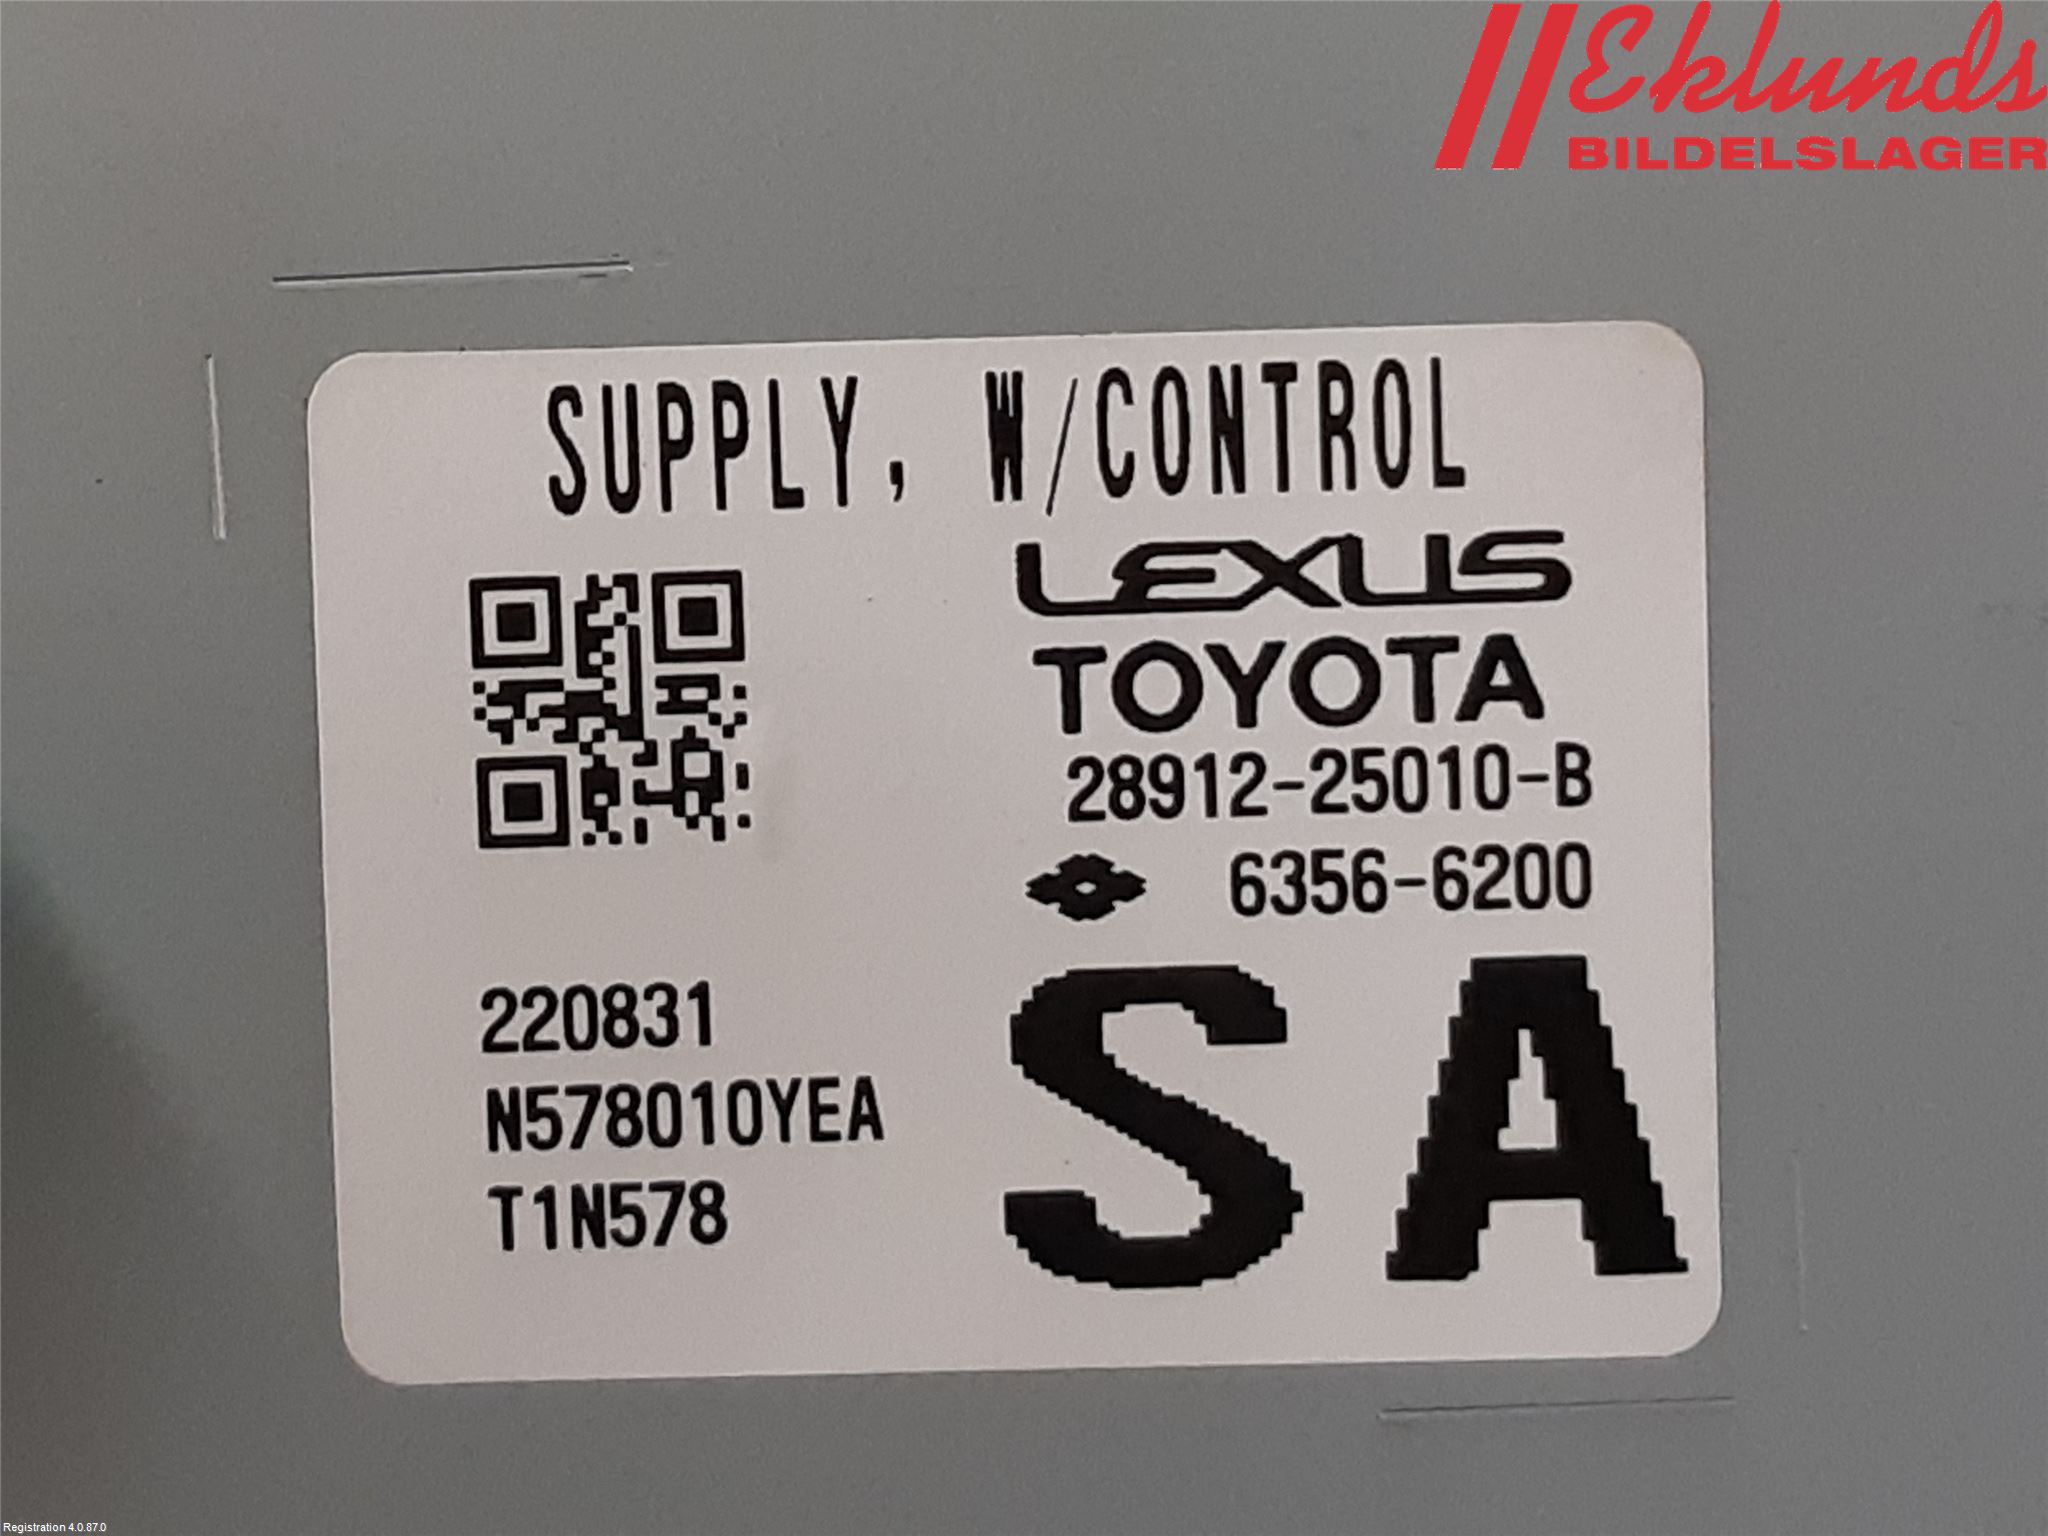 Eklunds
BILDELSLAGER
SUPPLY, W/CONTROL
LEXUS
TOYOTA
28912-25010-B
6356-6200
SA
220831
N578010YEA
T1N578
Registration 4.0.87.0